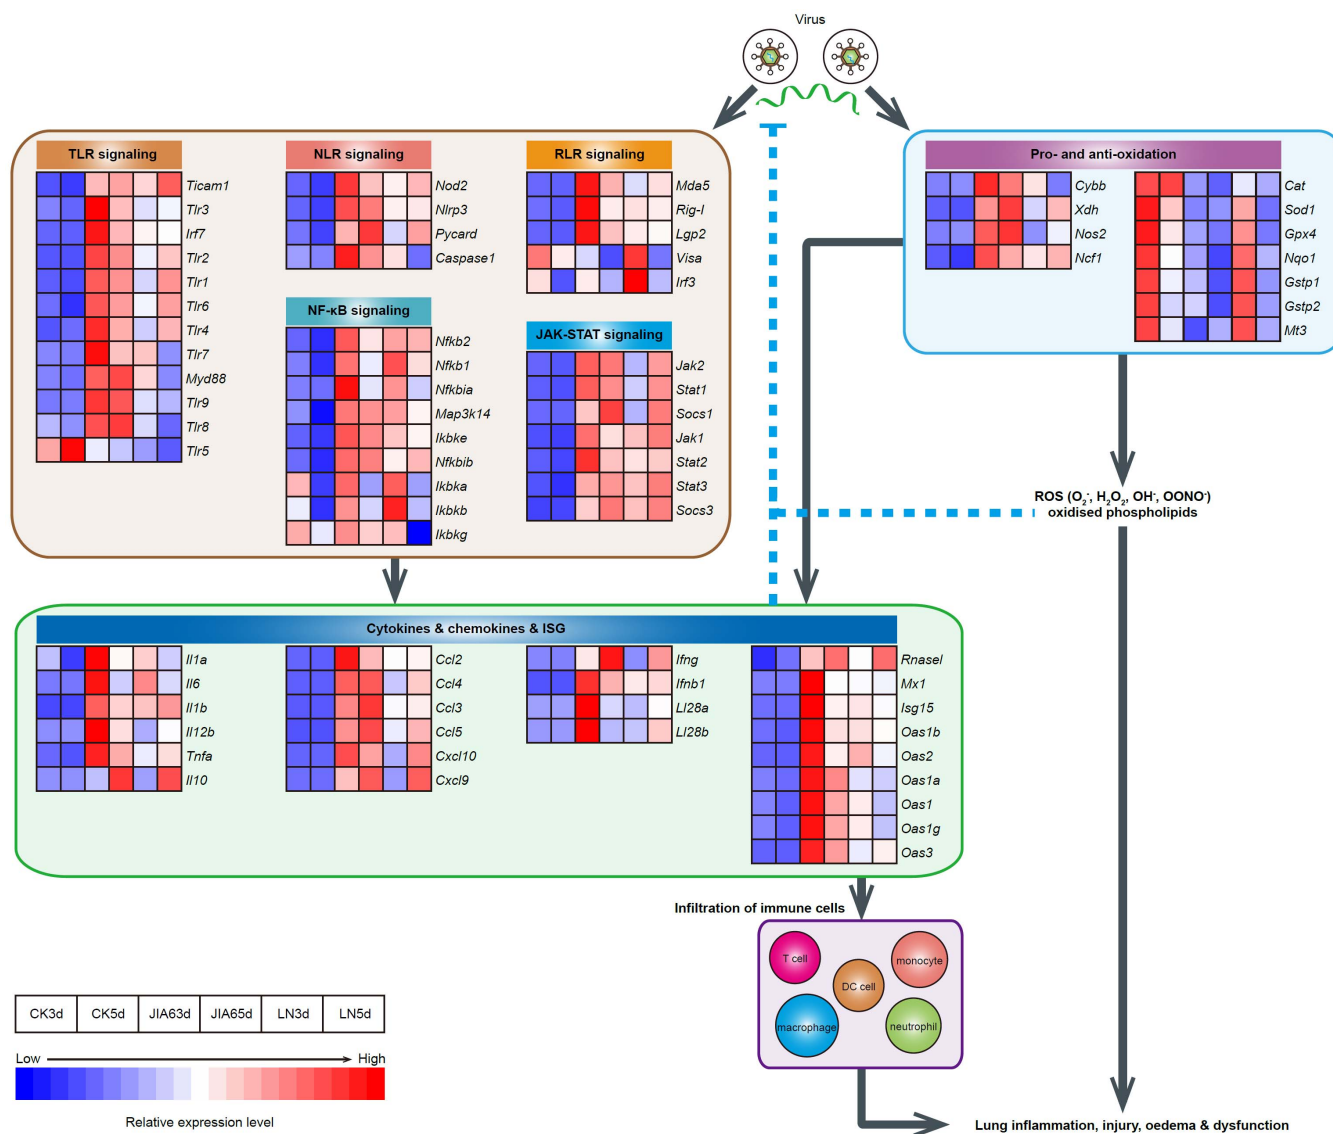 Virus
TLR signaling
Ticam1
Tlr3
Irf7
Tlr2
Tlr1
Tlr6
Tlr4
Tlr7
Myd88
Tlr9
Tlr8
Tlr5
NLR signaling
Nod2
Nlrp3
Pycard
Caspase1
NF-κB signaling
Nfkb2
Nfkb1
Nfkbia
Map3k14
Ikbke
Nfkbib
Ikbka
Ikbkb
Ikbkg
RLR signaling
Mda5
Rig-I
Lgp2
Visa
Irf3
JAK-STAT signaling
Jak2
Stat1
Socs1
Jak1
Stat2
Stat3
Socs3
Pro- and anti-oxidation
Cybb
Xdh
Nos2
Ncf1
Cat
Sod1
Gpx4
Nqo1
Gstp1
Gstp2
Mt3
ROS (O₂⁻, H₂O₂, OH⁻, OONO⁻)
oxidised phospholipids
Cytokines & chemokines & ISG
Il1a
Il6
Il1b
Il12b
Tnfa
Il10
Ccl2
Ccl4
Ccl3
Ccl5
Cxcl10
Cxcl9
Ifng
Ifnb1
LI28a
LI28b
Rnasel
Mx1
Isg15
Oas1b
Oas2
Oas1a
Oas1
Oas1g
Oas3
Infiltration of immune cells
T cell
monocyte
DC cell
macrophage
neutrophil
CK3d CK5d JIA63d JIA65d LN3d LN5d
Low High
Relative expression level
Lung inflammation, injury, oedema & dysfunction